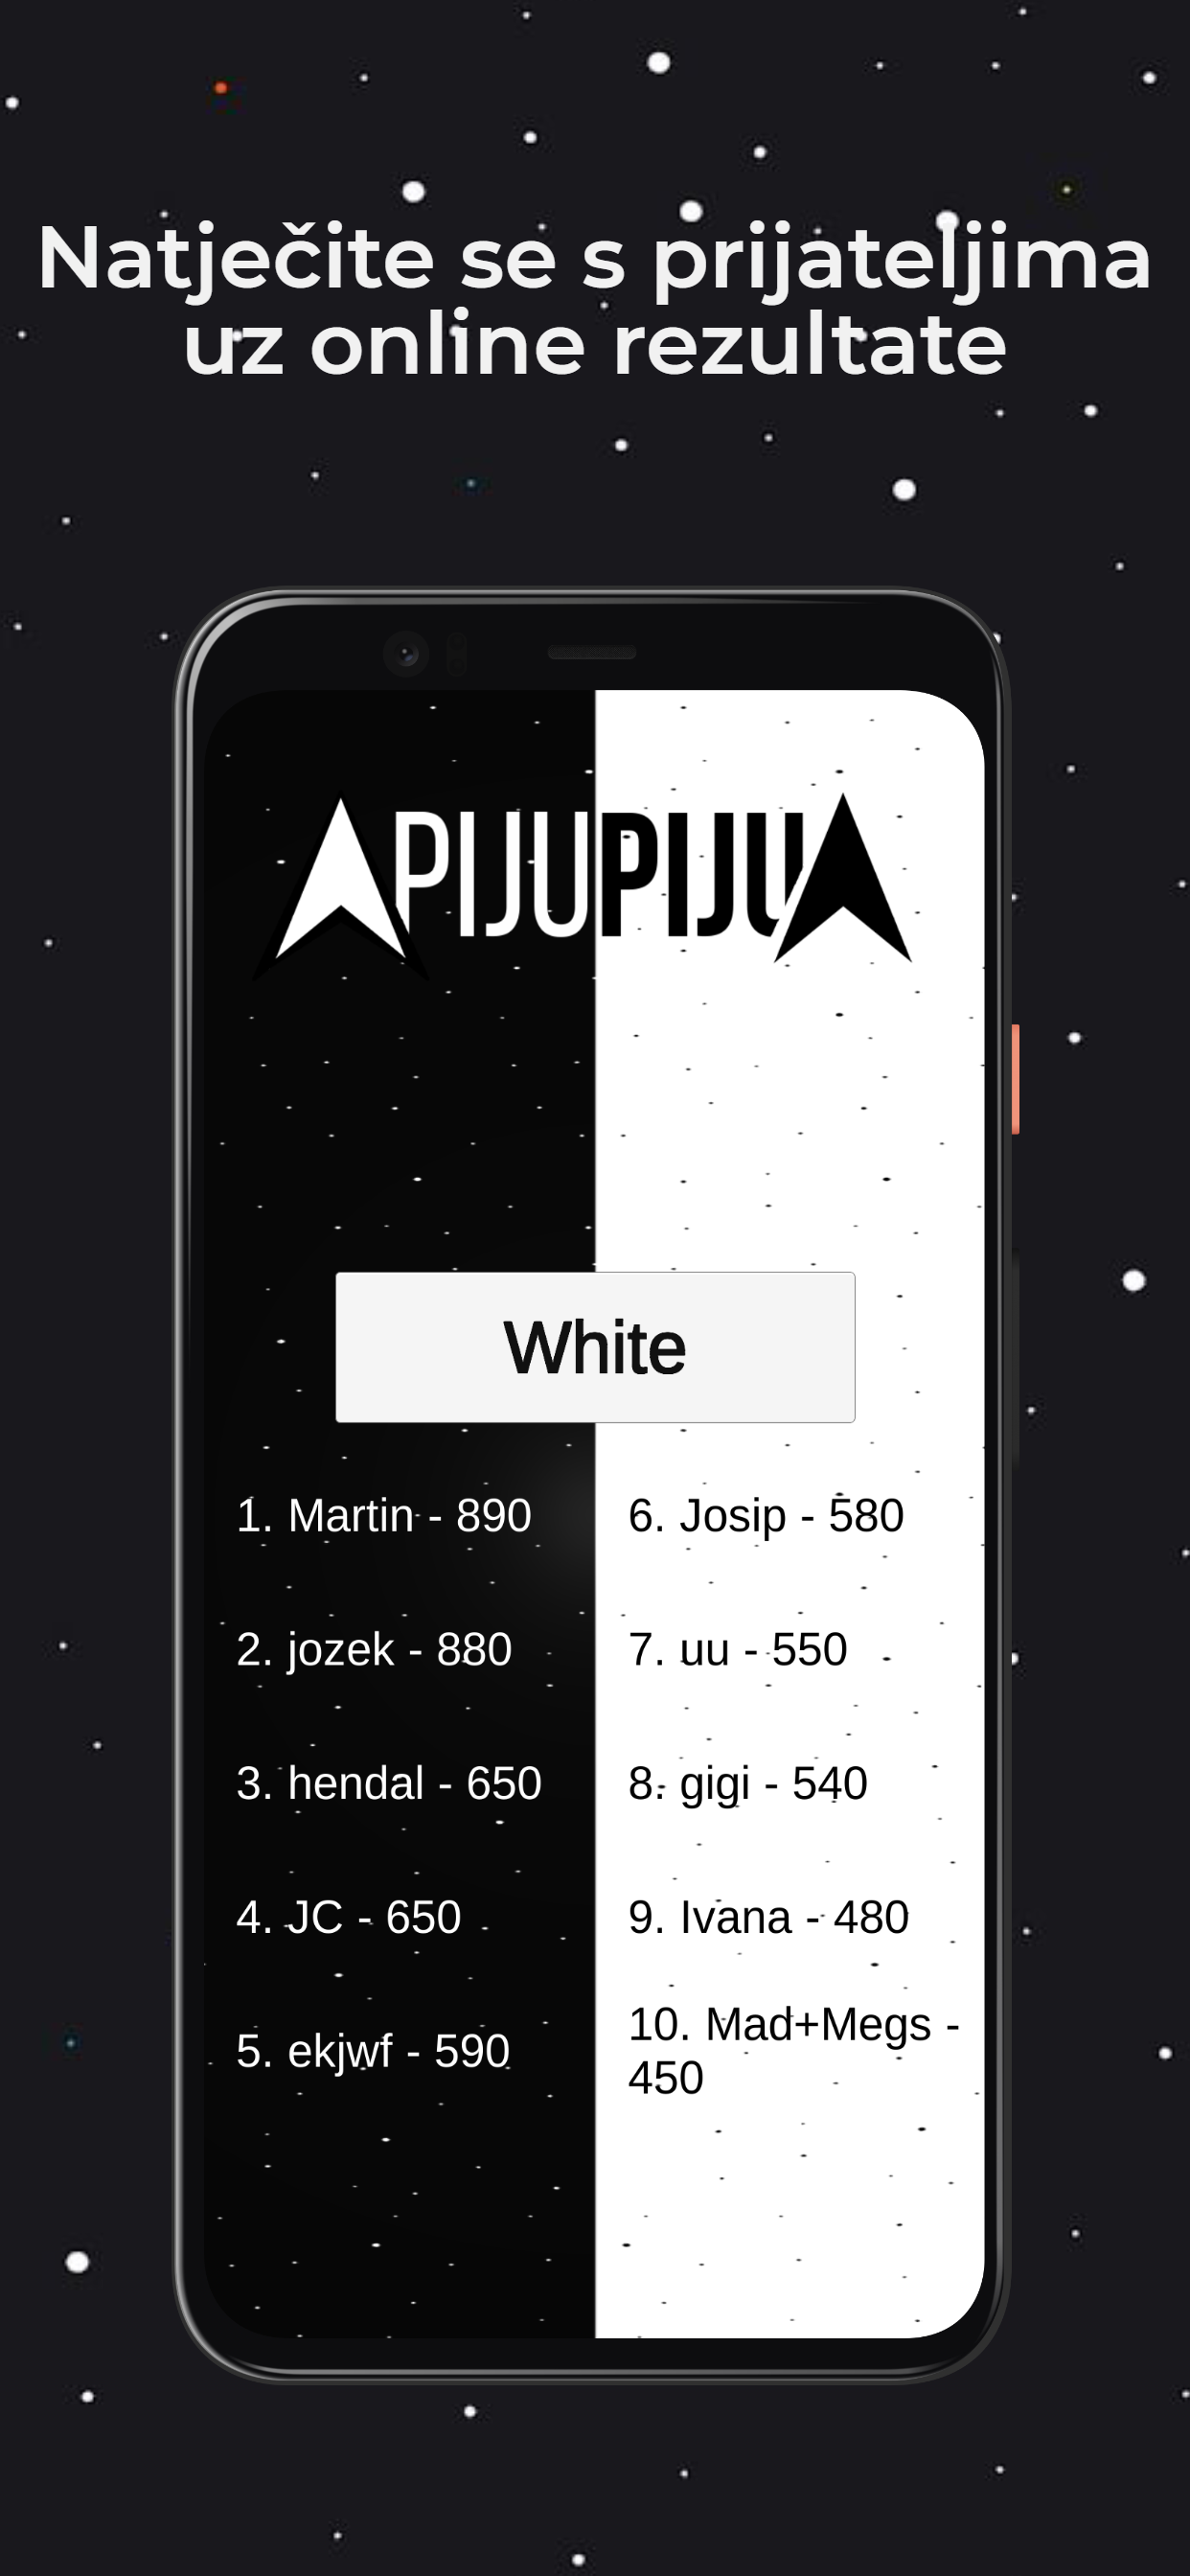 Natječite se s prijateljima
uz online rezultate
PIJUPIJU
White
1. Martin - 890
2. jozek - 880
3. hendal - 650
4. JC - 650
5. ekjwf - 590
6. Josip - 580
7. uu - 550
8. gigi - 540
9. Ivana - 480
10. Mad+Megs -
450